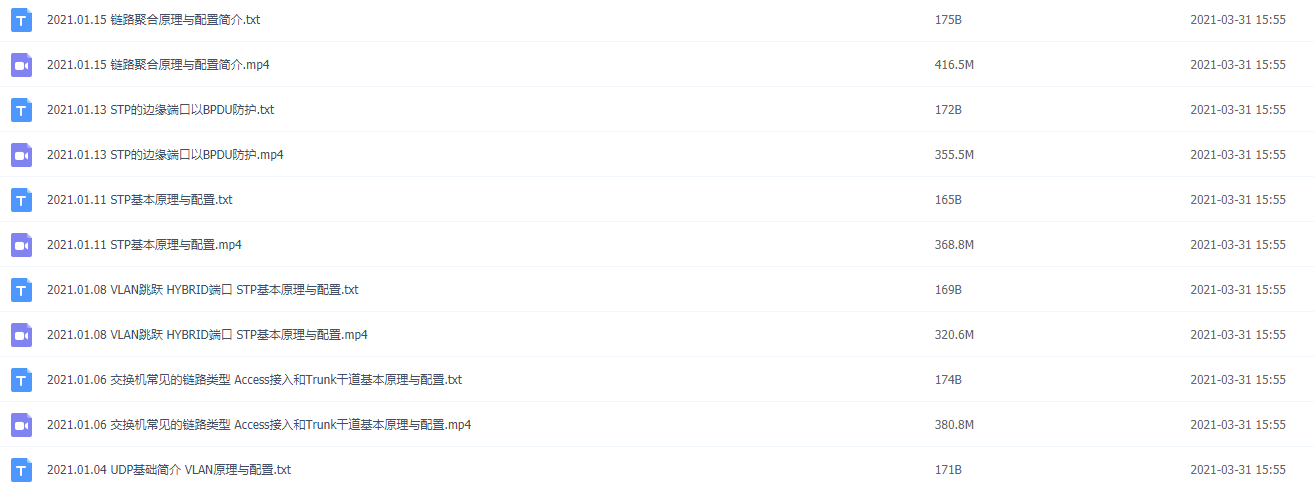 2021.01.15 链路聚合原理与配置简介.txt 175B 2021-03-31 15:55
2021.01.15 链路聚合原理与配置简介.mp4 416.5M 2021-03-31 15:55
2021.01.13 STP的边缘端口以BPDU防护.txt 172B 2021-03-31 15:55
2021.01.13 STP的边缘端口以BPDU防护.mp4 355.5M 2021-03-31 15:55
2021.01.11 STP基本原理与配置.txt 165B 2021-03-31 15:55
2021.01.11 STP基本原理与配置.mp4 368.8M 2021-03-31 15:55
2021.01.08 VLAN跳跃 HYBRID端口 STP基本原理与配置.txt 169B 2021-03-31 15:55
2021.01.08 VLAN跳跃 HYBRID端口 STP基本原理与配置.mp4 320.6M 2021-03-31 15:55
2021.01.06 交换机常见的链路类型 Access接入和Trunk干道基本原理与配置.txt 174B 2021-03-31 15:55
2021.01.06 交换机常见的链路类型 Access接入和Trunk干道基本原理与配置.mp4 380.8M 2021-03-31 15:55
2021.01.04 UDP基础简介 VLAN原理与配置.txt 171B 2021-03-31 15:55